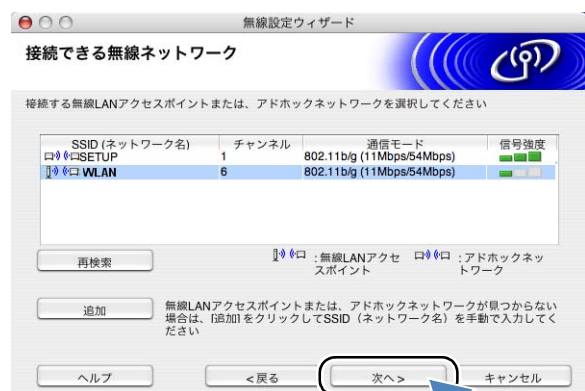 無線設定ウィザード
接続できる無線ネットワーク
接続する無線LANアクセスポイントまたは、アドホックネットワークを選択してください
SSID (ネットワーク名) チャンネル 通信モード 信号強度
SETUP 1 802.11b/g (11Mbps/54Mbps)
WLAN 6 802.11b/g (11Mbps/54Mbps)
再検索
:無線LANアクセ
スポイント
:アドホックネッ
トワーク
追加
無線LANアクセスポイントまたは、アドホックネットワークが見つからない
場合は、[追加] をクリックしてSSID（ネットワーク名）を手動で入力してく
ださい
ヘルプ <戻る 次へ> キャンセル